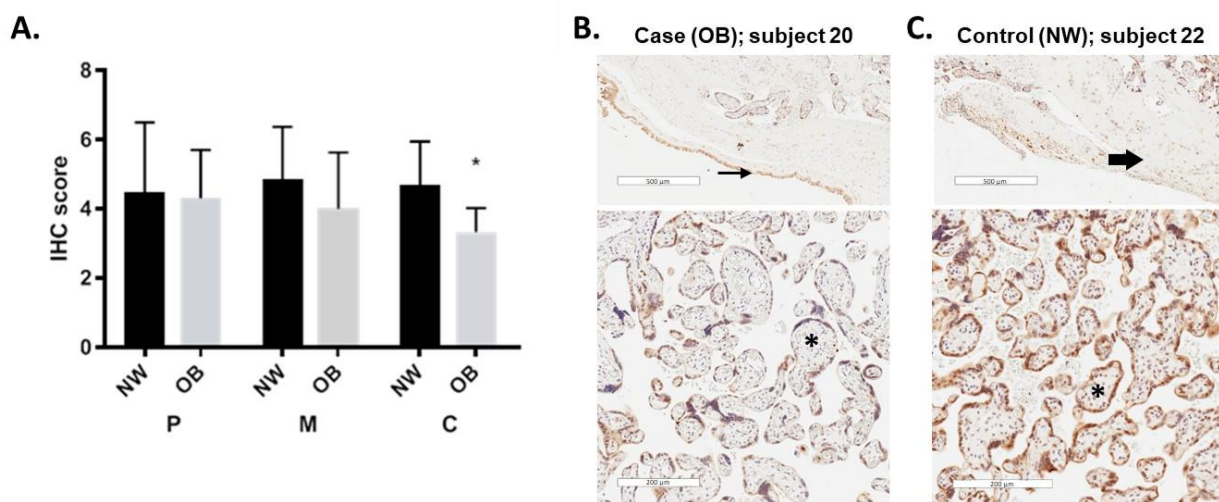 A.
IHC score
8
6
4
2
0
*
NW OB NW OB NW OB
P M C
B.
Case (OB); subject 20
500 µm
*
200 µm
C.
Control (NW); subject 22
500 µm
*
200 µm